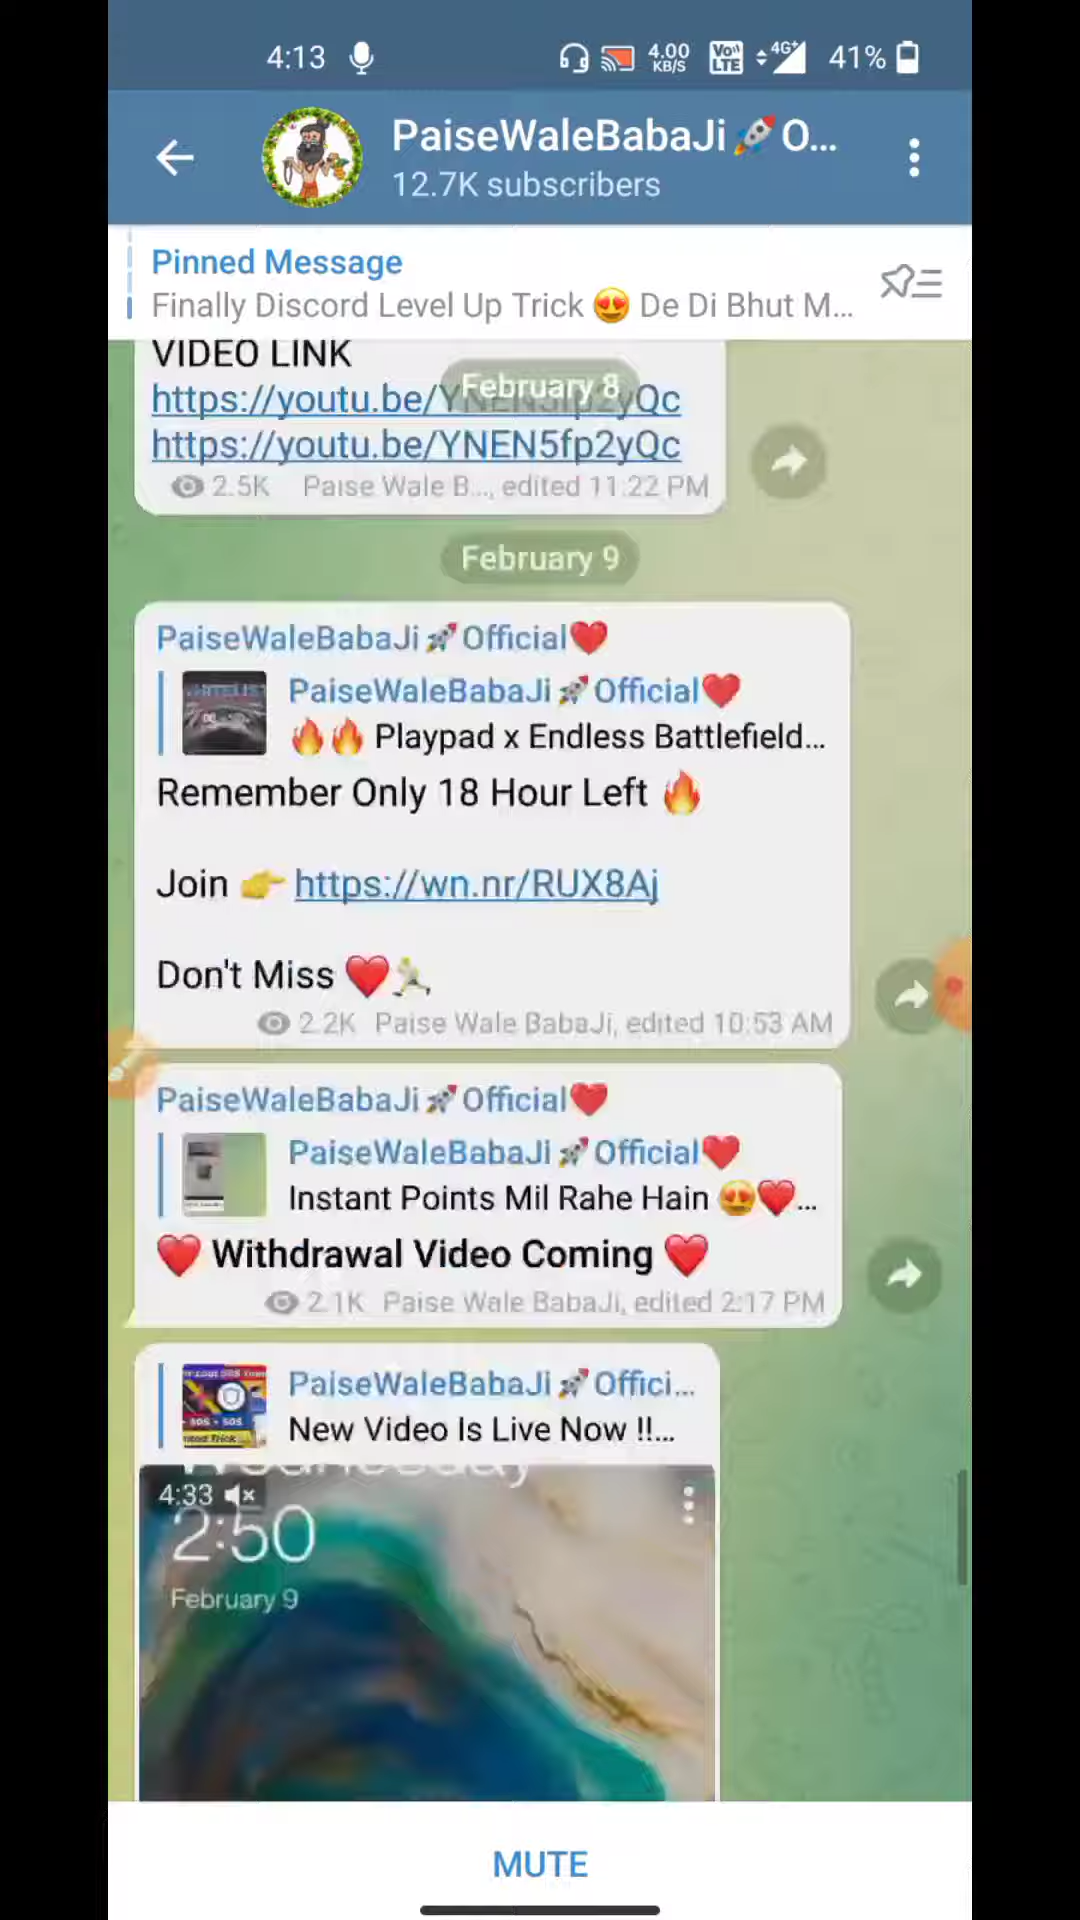 4:13 4.00 KB/S VoLTE 4G+ 41%
PaiseWaleBabaJi🚀O...
12.7K subscribers
Pinned Message
Finally Discord Level Up Trick 😍 De Di Bhut M...
VIDEO LINK
February 8
https://youtu.be/YNEN5fp2yQc
https://youtu.be/YNEN5fp2yQc
2.5K Paise Wale B..., edited 11:22 PM
February 9
PaiseWaleBabaJi🚀Official❤️
PaiseWaleBabaJi🚀Official❤️
🔥🔥 Playpad x Endless Battlefield...
Remember Only 18 Hour Left 🔥
Join 👉 https://wn.nr/RUX8Aj
Don't Miss ❤️🏃
2.2K Paise Wale BabaJi, edited 10:53 AM
PaiseWaleBabaJi🚀Official❤️
PaiseWaleBabaJi🚀Official❤️
Instant Points Mil Rahe Hain 😍❤️...
❤️ Withdrawal Video Coming ❤️
2.1K Paise Wale BabaJi, edited 2:17 PM
PaiseWaleBabaJi🚀Offici...
New Video Is Live Now !!...
Wednesday
4:33
2:50
February 9
MUTE